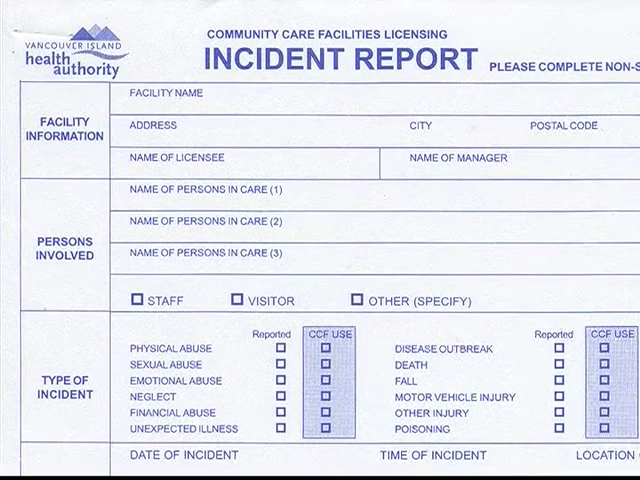 VANCOUVER ISLAND
health
authority
COMMUNITY CARE FACILITIES LICENSING
INCIDENT REPORT PLEASE COMPLETE NON-S
FACILITY INFORMATION
FACILITY NAME
ADDRESS CITY POSTAL CODE
NAME OF LICENSEE NAME OF MANAGER
PERSONS INVOLVED
NAME OF PERSONS IN CARE (1)
NAME OF PERSONS IN CARE (2)
NAME OF PERSONS IN CARE (3)
STAFF VISITOR OTHER (SPECIFY)
TYPE OF INCIDENT
Reported CCF USE Reported CCF USE
PHYSICAL ABUSE DISEASE OUTBREAK
SEXUAL ABUSE DEATH
EMOTIONAL ABUSE FALL
NEGLECT MOTOR VEHICLE INJURY
FINANCIAL ABUSE OTHER INJURY
UNEXPECTED ILLNESS POISONING
DATE OF INCIDENT TIME OF INCIDENT LOCATION